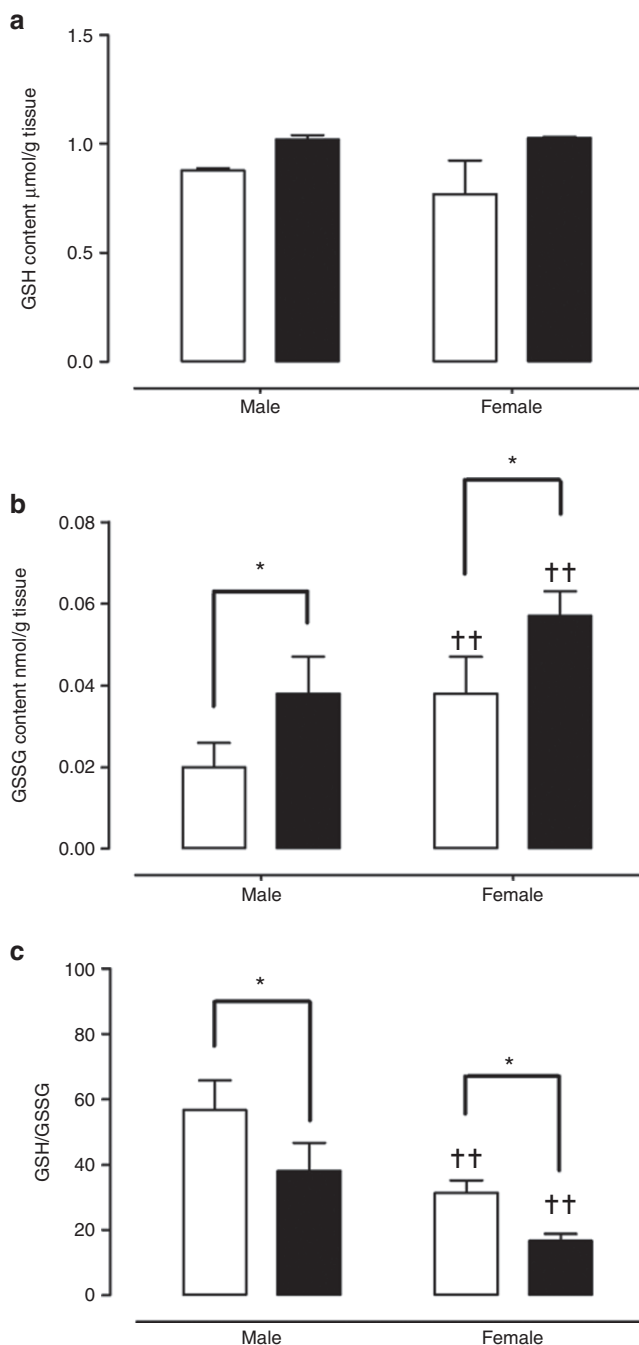 a
GSH content µmol/g tissue
1.5
1.0
0.5
0.0
Male Female
b
GSSG content nmol/g tissue
0.08
0.06
0.04
0.02
0.00
*
*
††
††
Male Female
c
GSH/GSSG
100
80
60
40
20
0
*
*
††
††
Male Female